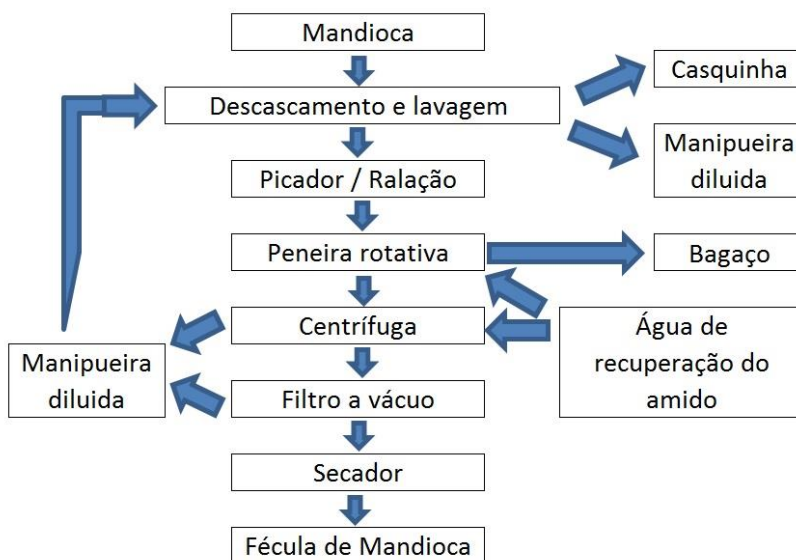 Mandioca
Casquinha
Descascamento e lavagem
Manipueira
diluida
Picador / Ralação
Peneira rotativa
Bagaço
Centrífuga
Água de
recuperação do
amido
Manipueira
diluida
Filtro a vácuo
Secador
Fécula de Mandioca